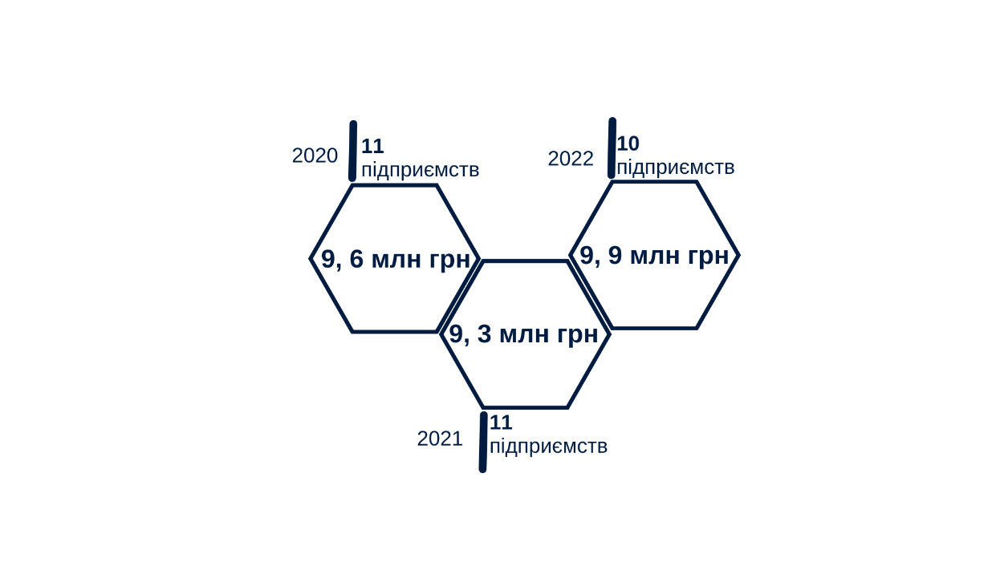 2020
11
підприємств
9, 6 млн грн
2022
10
підприємств
9, 9 млн грн
9, 3 млн грн
2021
11
підприємств